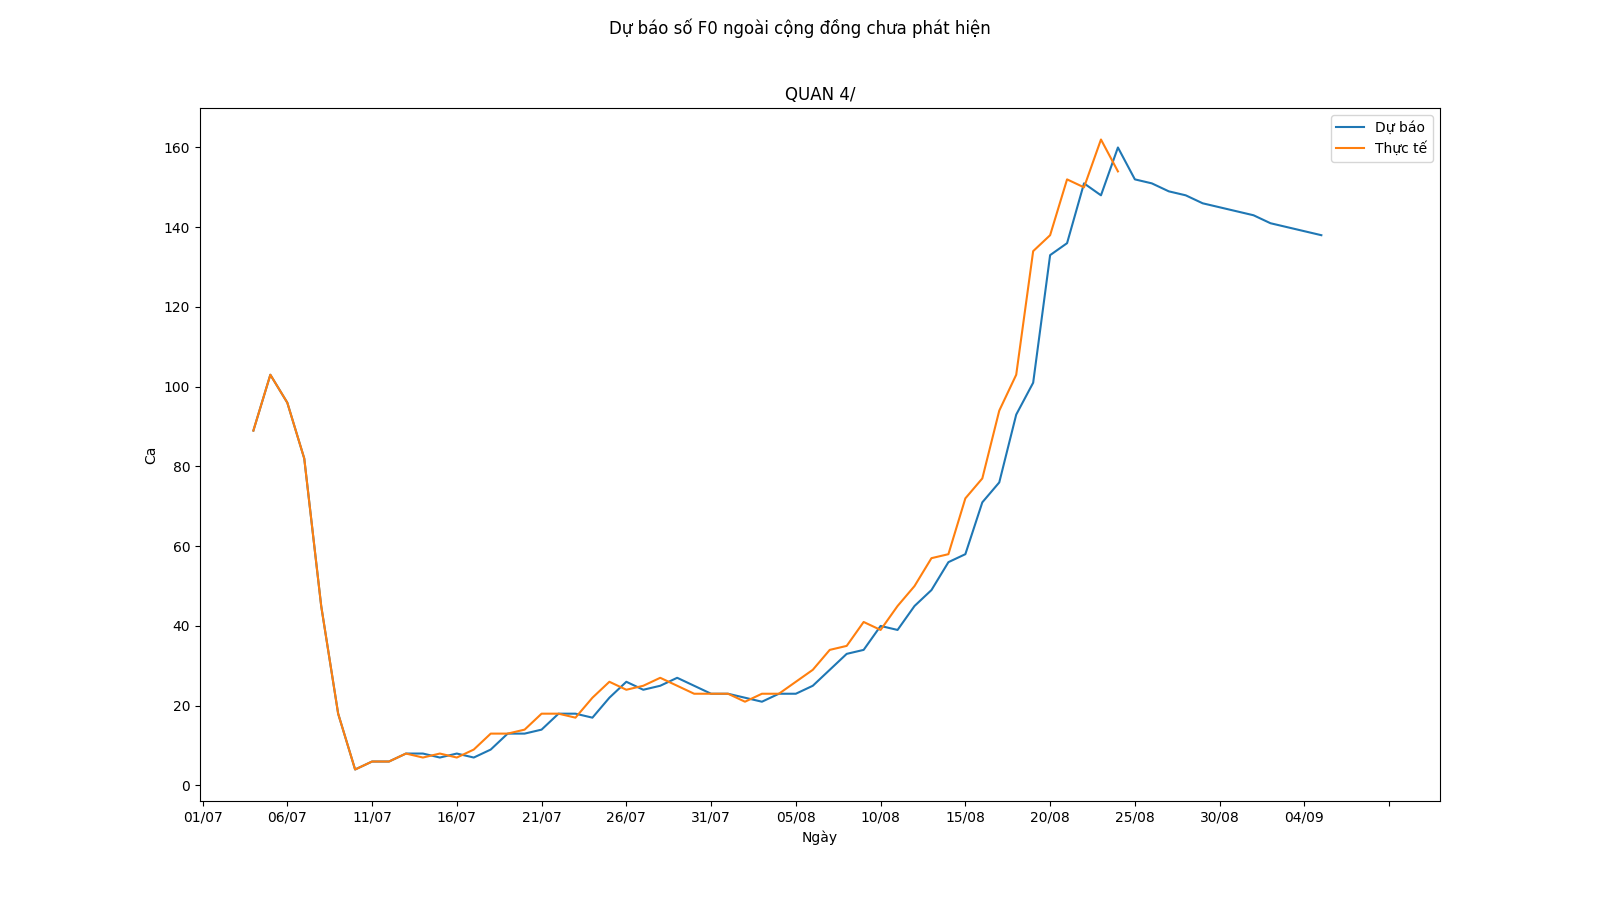 Dự báo số F0 ngoài cộng đồng chưa phát hiện
QUAN 4/
Dự báo
Thực tế
160
140
120
100
80
60
40
20
0
Ca
01/07 06/07 11/07 16/07 21/07 26/07 31/07 05/08 10/08 15/08 20/08 25/08 30/08 04/09
Ngày